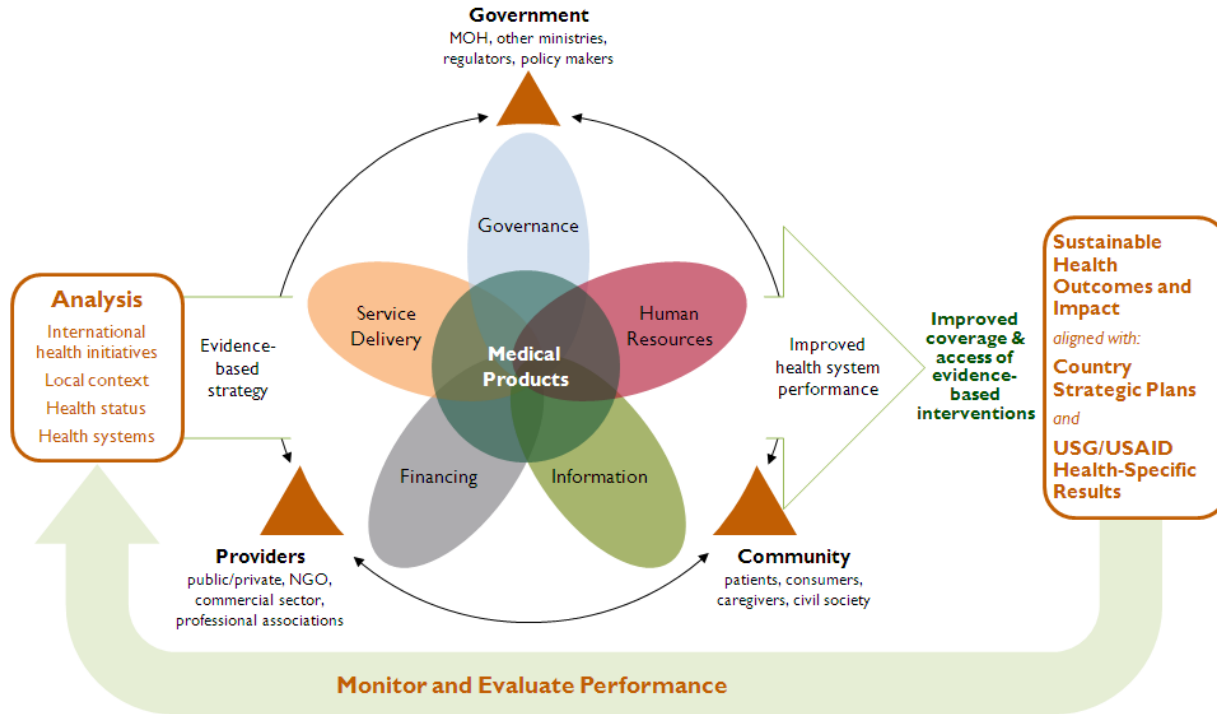 Government
MOH, other ministries,
regulators, policy makers
Governance
Service
Delivery
Human
Resources
Medical
Products
Financing
Information
Analysis
International
health initiatives
Local context
Health status
Health systems
Evidence-
based
strategy
Improved
health system
performance
Improved
coverage &
access of
evidence-
based
interventions
Sustainable
Health
Outcomes and
Impact
aligned with:
Country
Strategic Plans
and
USG/USAID
Health-Specific
Results
Providers
public/private, NGO,
commercial sector,
professional associations
Community
patients, consumers,
caregivers, civil society
Monitor and Evaluate Performance